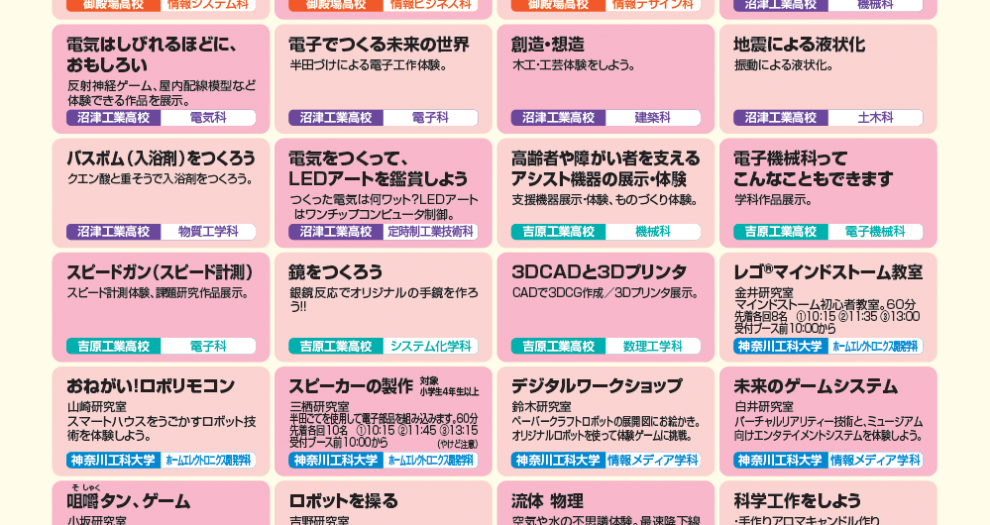 御殿場高校 情報システム科
御殿場高校 情報ビジネス科
御殿場高校 情報デザイン科
沼津工業高校 機械科
電気はしびれるほどに、
おもしろい
反射神経ゲーム、屋内配線模型など
体験できる作品を展示。
沼津工業高校 電気科
電子でつくる未来の世界
半田づけによる電子工作体験。
沼津工業高校 電子科
創造・想造
木工・工芸体験をしよう。
沼津工業高校 建築科
地震による液状化
振動による液状化。
沼津工業高校 土木科
バスボム(入浴剤)をつくろう
クエン酸と重そうで入浴剤をつくろう。
沼津工業高校 物質工学科
電気をつくって、
LEDアートを鑑賞しよう
つくった電気は何ワット?LEDアート
はワンチップコンピュータ制御。
沼津工業高校 定時制工業技術科
高齢者や障がい者を支える
アシスト機器の展示・体験
支援機器展示・体験、ものづくり体験。
吉原工業高校 機械科
電子機械科って
こんなこともできます
学科作品展示。
吉原工業高校 電子機械科
スピードガン(スピード計測)
スピード計測体験、課題研究作品展示。
吉原工業高校 電子科
鏡をつくろう
銀鏡反応でオリジナルの手鏡を作ろ
う!!
吉原工業高校 システム化学科
3DCADと3Dプリンタ
CADで3DCG作成/3Dプリンタ展示。
吉原工業高校 数理工学科
レゴ®マインドストーム教室
金井研究室
マインドストーム初心者教室。60分
先着各回8名 ①10:15 ②11:35 ③13:00
受付ブース前10:00から
神奈川工科大学 ホームエレクトロニクス開発学科
おねがい!ロボリモコン
山崎研究室
スマートハウスをうごかすロボット技
術を体験しよう。
神奈川工科大学 ホームエレクトロニクス開発学科
スピーカーの製作 対象
小学生4年生以上
三栖研究室
半田ごてを使用して電子部品を組み込みます。60分
先着各回10名 ①10:15 ②11:45 ③13:15
受付ブース前10:00から (やけど注意)
神奈川工科大学 ホームエレクトロニクス開発学科
デジタルワークショップ
鈴木研究室
ペーパークラフトロボットの展開図にお絵かき。
オリジナルロボットを使って体験ゲームに挑戦。
神奈川工科大学 情報メディア学科
未来のゲームシステム
白井研究室
バーチャルリアリティー技術と、ミュージアム
向けエンタテイメントシステムを体験しよう。
神奈川工科大学 情報メディア学科
そしゃく
咀嚼タン、ゲーム
小坂研究室
ロボットを操る
吉野研究室
流体 物理
空気や水の不思議体験。最速降下線
科学工作をしよう
・手作りアロマキャンドル作り